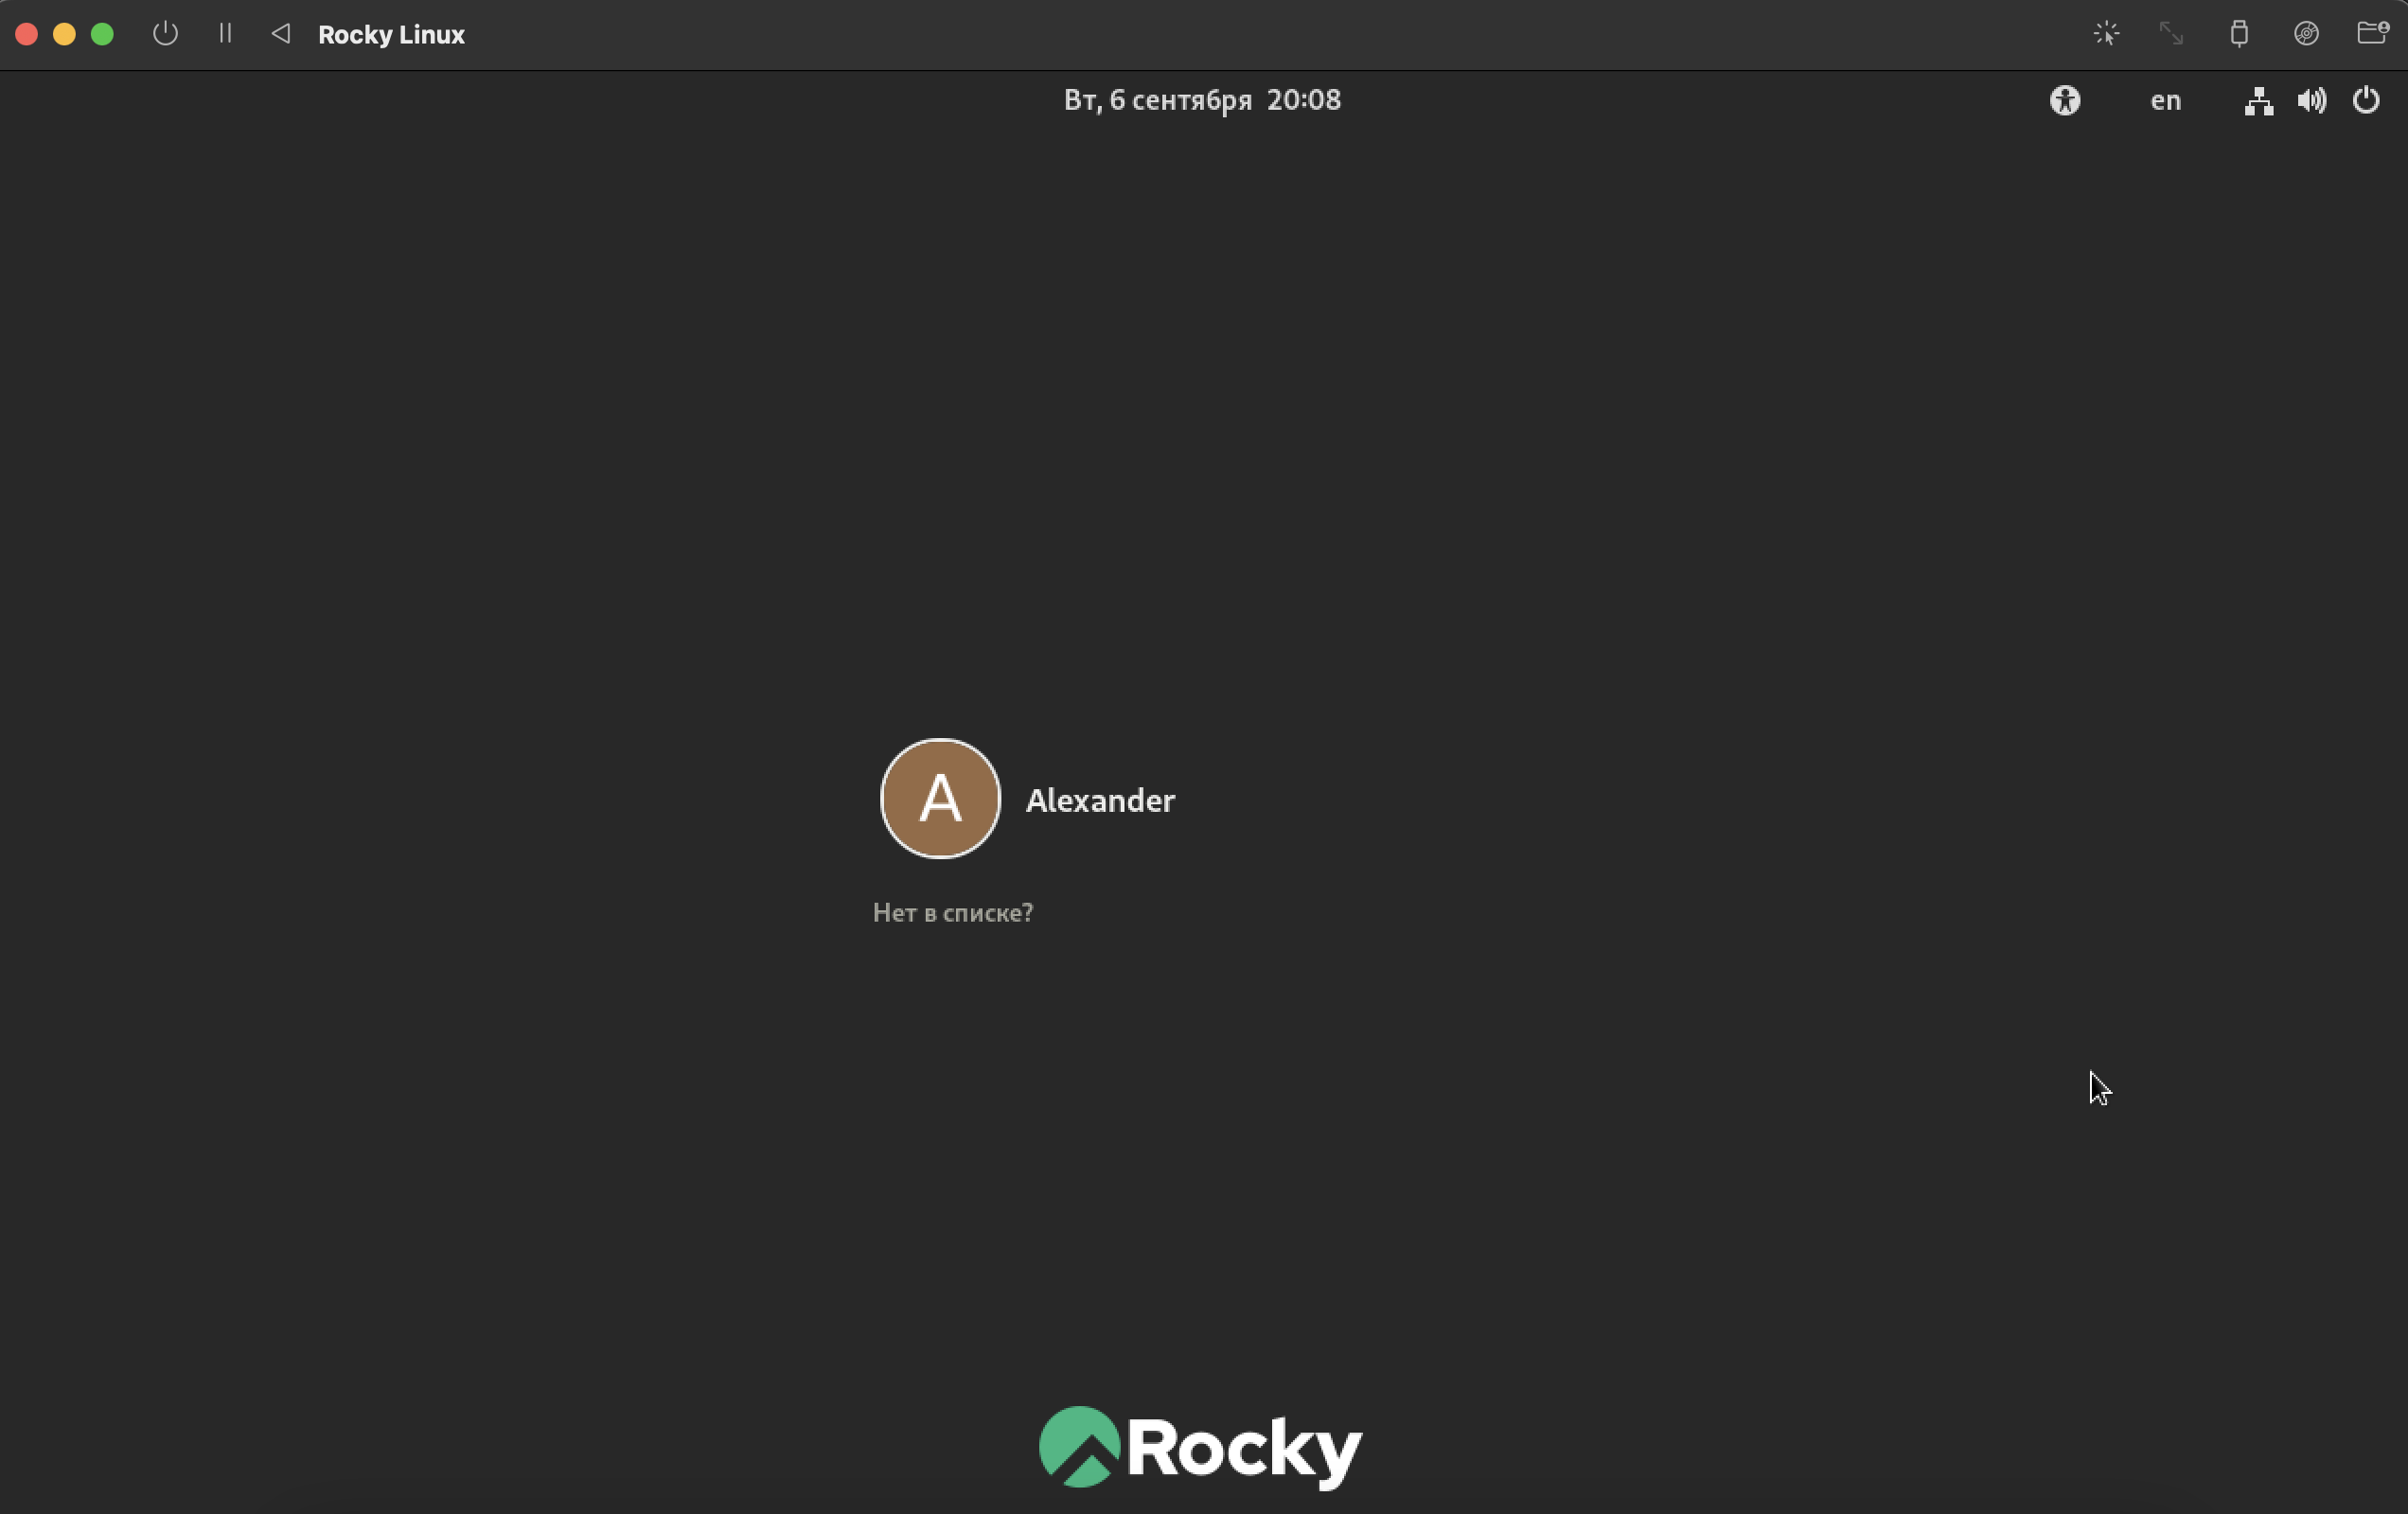 Rocky Linux
Вт, 6 сентября 20:08
en
A
Alexander
Нет в списке?
Rocky